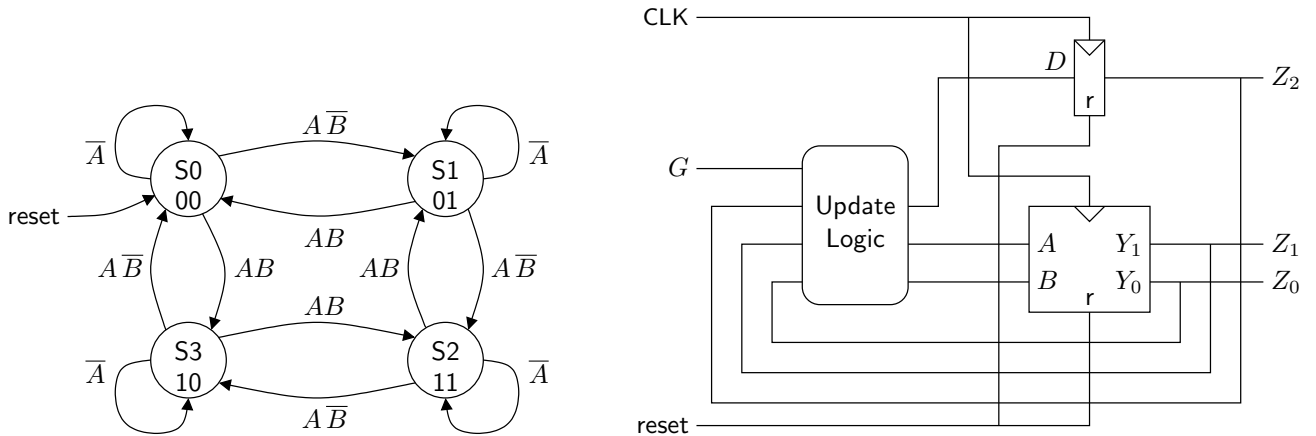 A B̅
A̅
S0
00
S1
01
A̅
reset
AB
A B̅
AB
AB
A B̅
AB
S3
10
S2
11
A̅
A̅
A B̅
CLK
D
r
Z₂
G
Update
Logic
A
Y₁
Z₁
B
Y₀
Z₀
r
reset